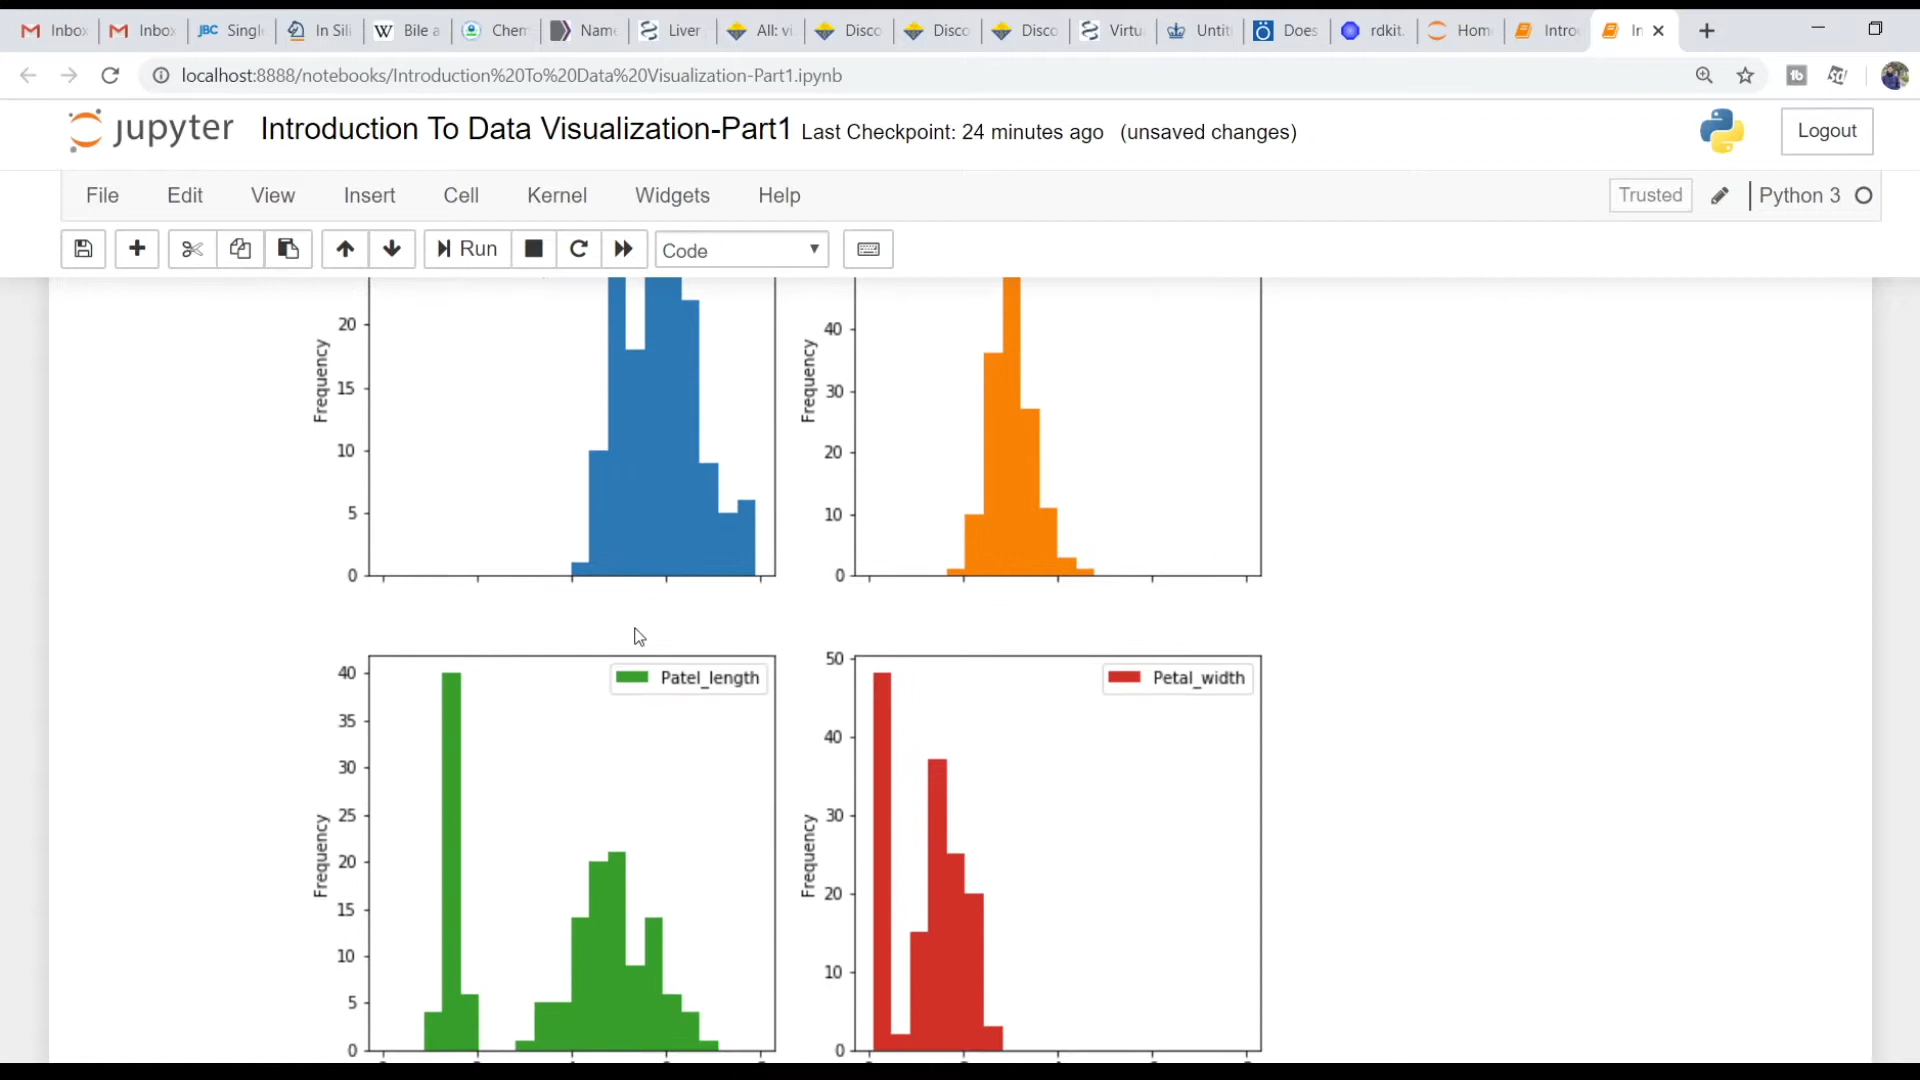 Inbox Inbox JBC Singl In Sili W Bile a Chem Name Liver All: vi Disco Disco Disco Virtu Untit Does rdkit. Hom Intro In
localhost:8888/notebooks/Introduction%20To%20Data%20Visualization-Part1.ipynb
jupyter Introduction To Data Visualization-Part1 Last Checkpoint: 24 minutes ago (unsaved changes) Logout
File Edit View Insert Cell Kernel Widgets Help Trusted Python 3
Run Code
20 40
15 30
10 20
5 10
0 0
Frequency Frequency
Patel_length Petal_width
40 50
35 40
30 30
25 20
20 10
15 0
10
5
0
Frequency Frequency